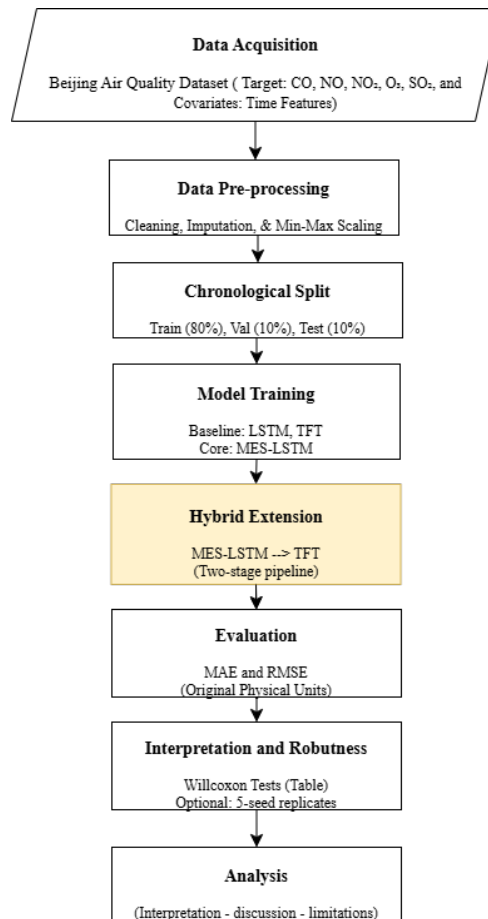 Data Acquisition
Beijing Air Quality Dataset ( Target: CO, NO, NO₂, O₃, SO₂, and
Covariates: Time Features)
Data Pre-processing
Cleaning, Imputation, & Min-Max Scaling
Chronological Split
Train (80%), Val (10%), Test (10%)
Model Training
Baseline: LSTM, TFT
Core: MES-LSTM
Hybrid Extension
MES-LSTM --> TFT
(Two-stage pipeline)
Evaluation
MAE and RMSE
(Original Physical Units)
Interpretation and Robutness
Willcoxon Tests (Table)
Optional: 5-seed replicates
Analysis
(Interpretation - discussion - limitations)